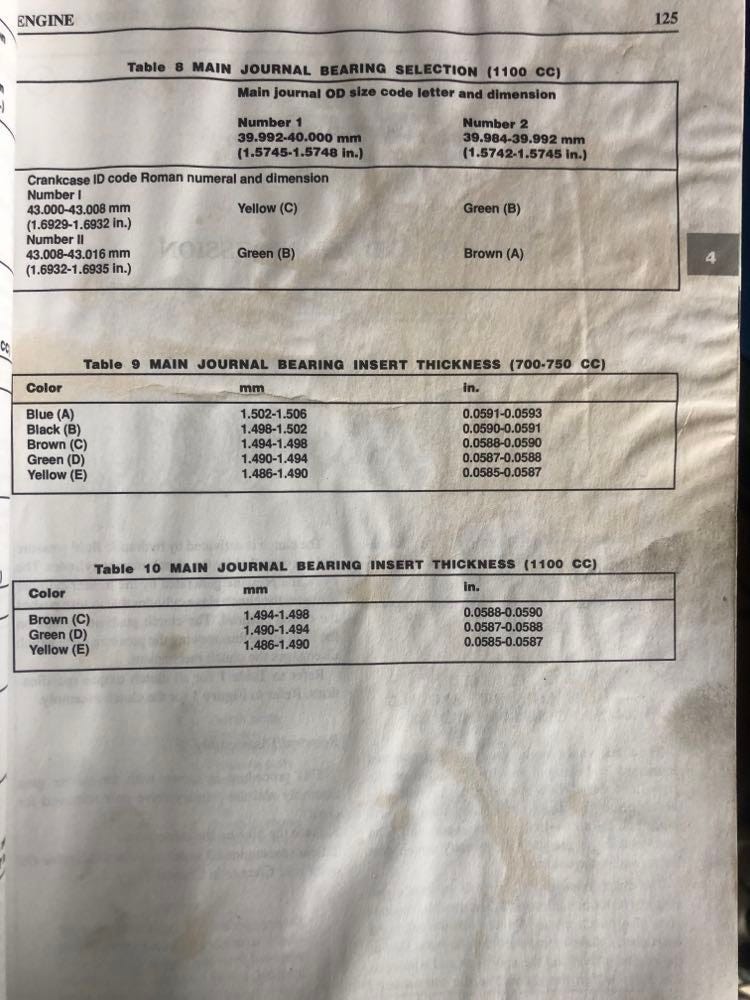 ENGINE 125
Table 8 MAIN JOURNAL BEARING SELECTION (1100 CC)
Main journal OD size code letter and dimension
Number 1 Number 2
39.992-40.000 mm 39.984-39.992 mm
(1.5745-1.5748 in.) (1.5742-1.5745 in.)
Crankcase ID code Roman numeral and dimension
Number I
43.000-43.008 mm Yellow (C) Green (B)
(1.6929-1.6932 in.)
Number II
43.008-43.016 mm Green (B) Brown (A)
(1.6932-1.6935 in.)
4
Table 9 MAIN JOURNAL BEARING INSERT THICKNESS (700-750 CC)
Color mm in.
Blue (A) 1.502-1.506 0.0591-0.0593
Black (B) 1.498-1.502 0.0590-0.0591
Brown (C) 1.494-1.498 0.0588-0.0590
Green (D) 1.490-1.494 0.0587-0.0588
Yellow (E) 1.486-1.490 0.0585-0.0587
Table 10 MAIN JOURNAL BEARING INSERT THICKNESS (1100 CC)
Color mm in.
Brown (C) 1.494-1.498 0.0588-0.0590
Green (D) 1.490-1.494 0.0587-0.0588
Yellow (E) 1.486-1.490 0.0585-0.0587